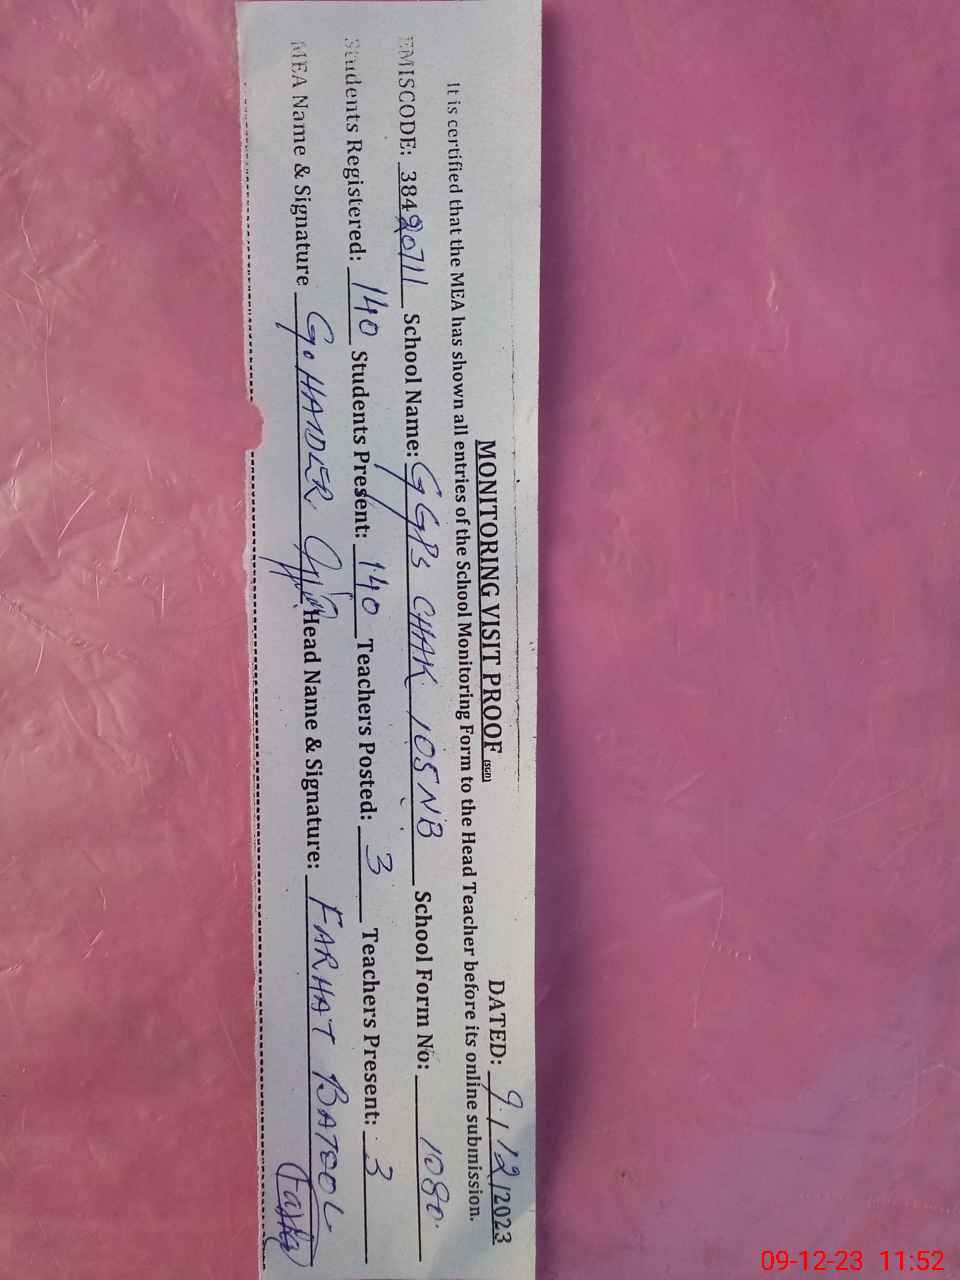 MONITORING VISIT PROOF (SGD)
DATED: 9/12/2023
It is certified that the MEA has shown all entries of the School Monitoring Form to the Head Teacher before its online submission.
EMISCODE: 38420711 School Name: GGPS CHAK 105 NB School Form No: 1080
Students Registered: 140 Students Present: 140 Teachers Posted: 3 Teachers Present: 3
MEA Name & Signature G. HAIDER Head Name & Signature: FARHAT BATOOL
09-12-23 11:52